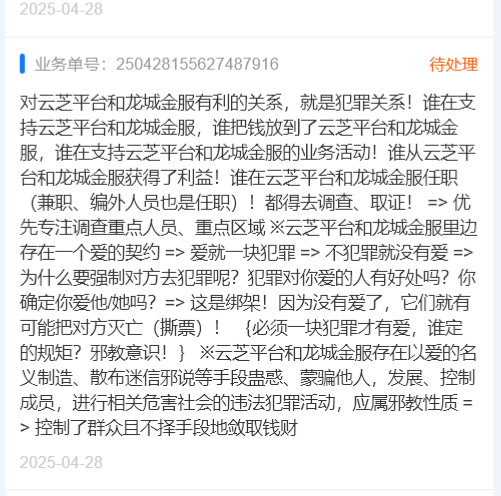 2025-04-28
业务单号：250428155627487916
待处理
对云芝平台和龙城金服有利的关系，就是犯罪关系！谁在支
持云芝平台和龙城金服，谁把钱放到了云芝平台和龙城金
服，谁在支持云芝平台和龙城金服的业务活动！谁从云芝平
台和龙城金服获得了利益！谁在云芝平台和龙城金服任职
（兼职、编外人员也是任职）！都得去调查、取证！ => 优
先专注调查重点人员、重点区域 ※云芝平台和龙城金服里边
存在一个爱的契约 => 爱就一块犯罪 => 不犯罪就没有爱 =>
为什么要强制对方去犯罪呢？犯罪对你爱的人有好处吗？你
确定你爱他/她吗？=> 这是绑架！因为没有爱了，它们就有
可能把对方灭亡（撕票）！ ｛必须一块犯罪才有爱，谁定
的规矩？邪教意识！｝ ※云芝平台和龙城金服存在以爱的名
义制造、散布迷信邪说等手段蛊惑、蒙骗他人，发展、控制
成员，进行相关危害社会的违法犯罪活动，应属邪教性质 =
> 控制了群众且不择手段地敛取钱财
2025-04-28